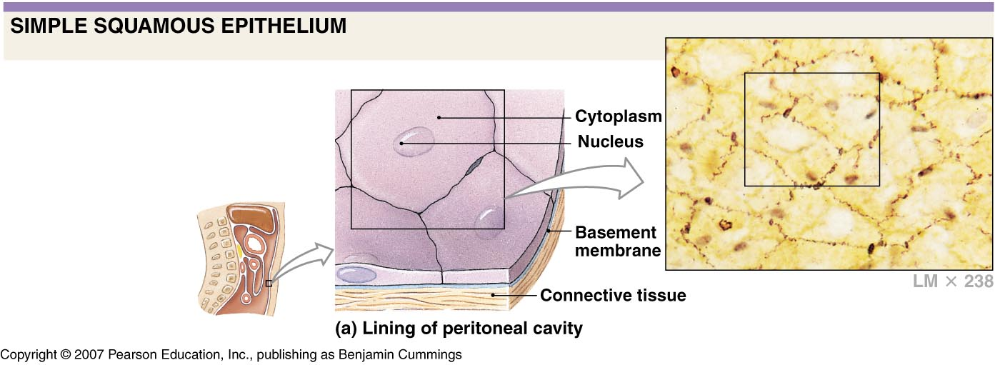 SIMPLE SQUAMOUS EPITHELIUM
Cytoplasm
Nucleus
Basement
membrane
Connective tissue
LM × 238
(a) Lining of peritoneal cavity
Copyright © 2007 Pearson Education, Inc., publishing as Benjamin Cummings